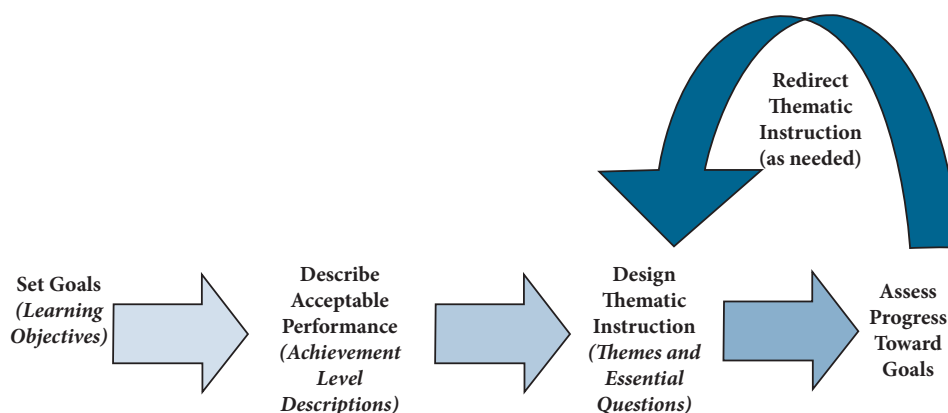 Redirect
Thematic
Instruction
(as needed)
Set Goals
(Learning
Objectives)
Describe
Acceptable
Performance
(Achievement
Level
Descriptions)
Design
Thematic
Instruction
(Themes and
Essential
Questions)
Assess
Progress
Toward
Goals